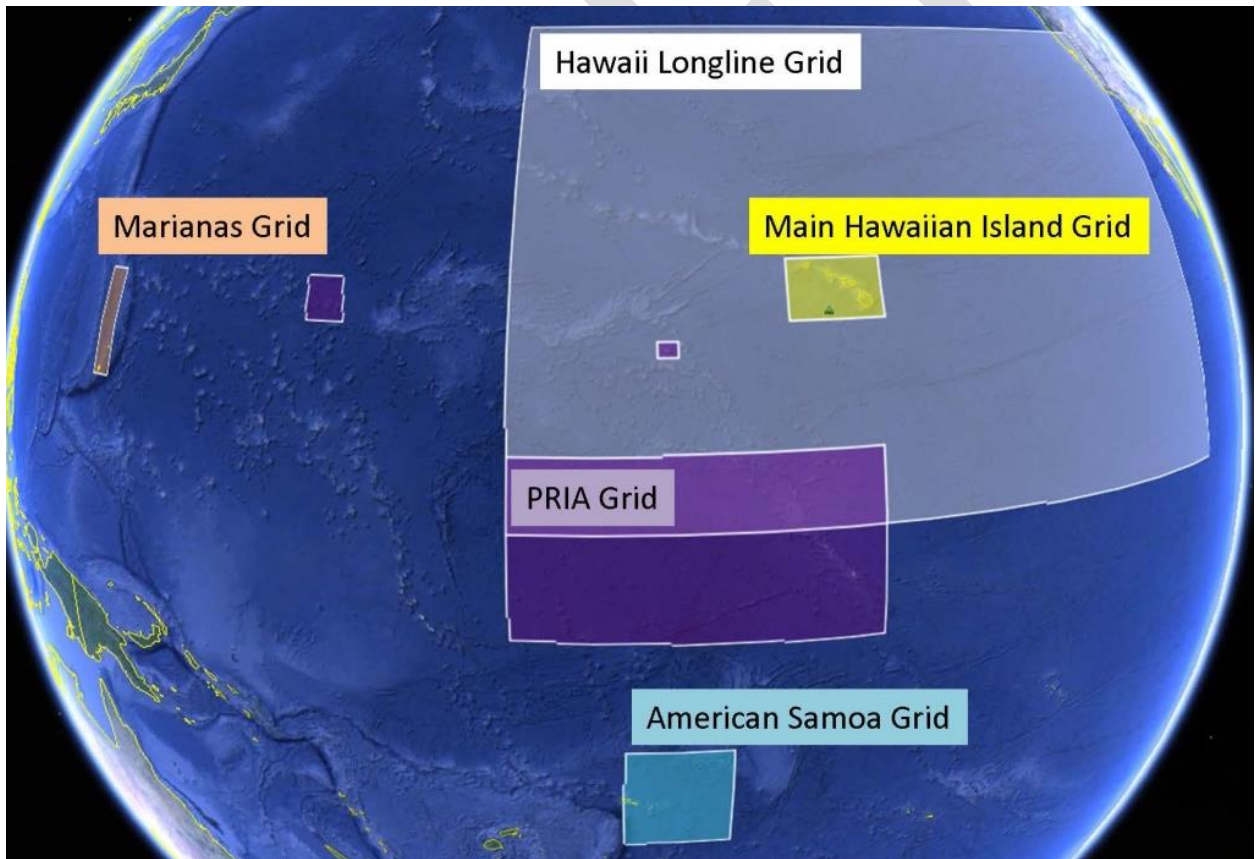 Hawaii Longline Grid
Marianas Grid
Main Hawaiian Island Grid
PRIA Grid
American Samoa Grid